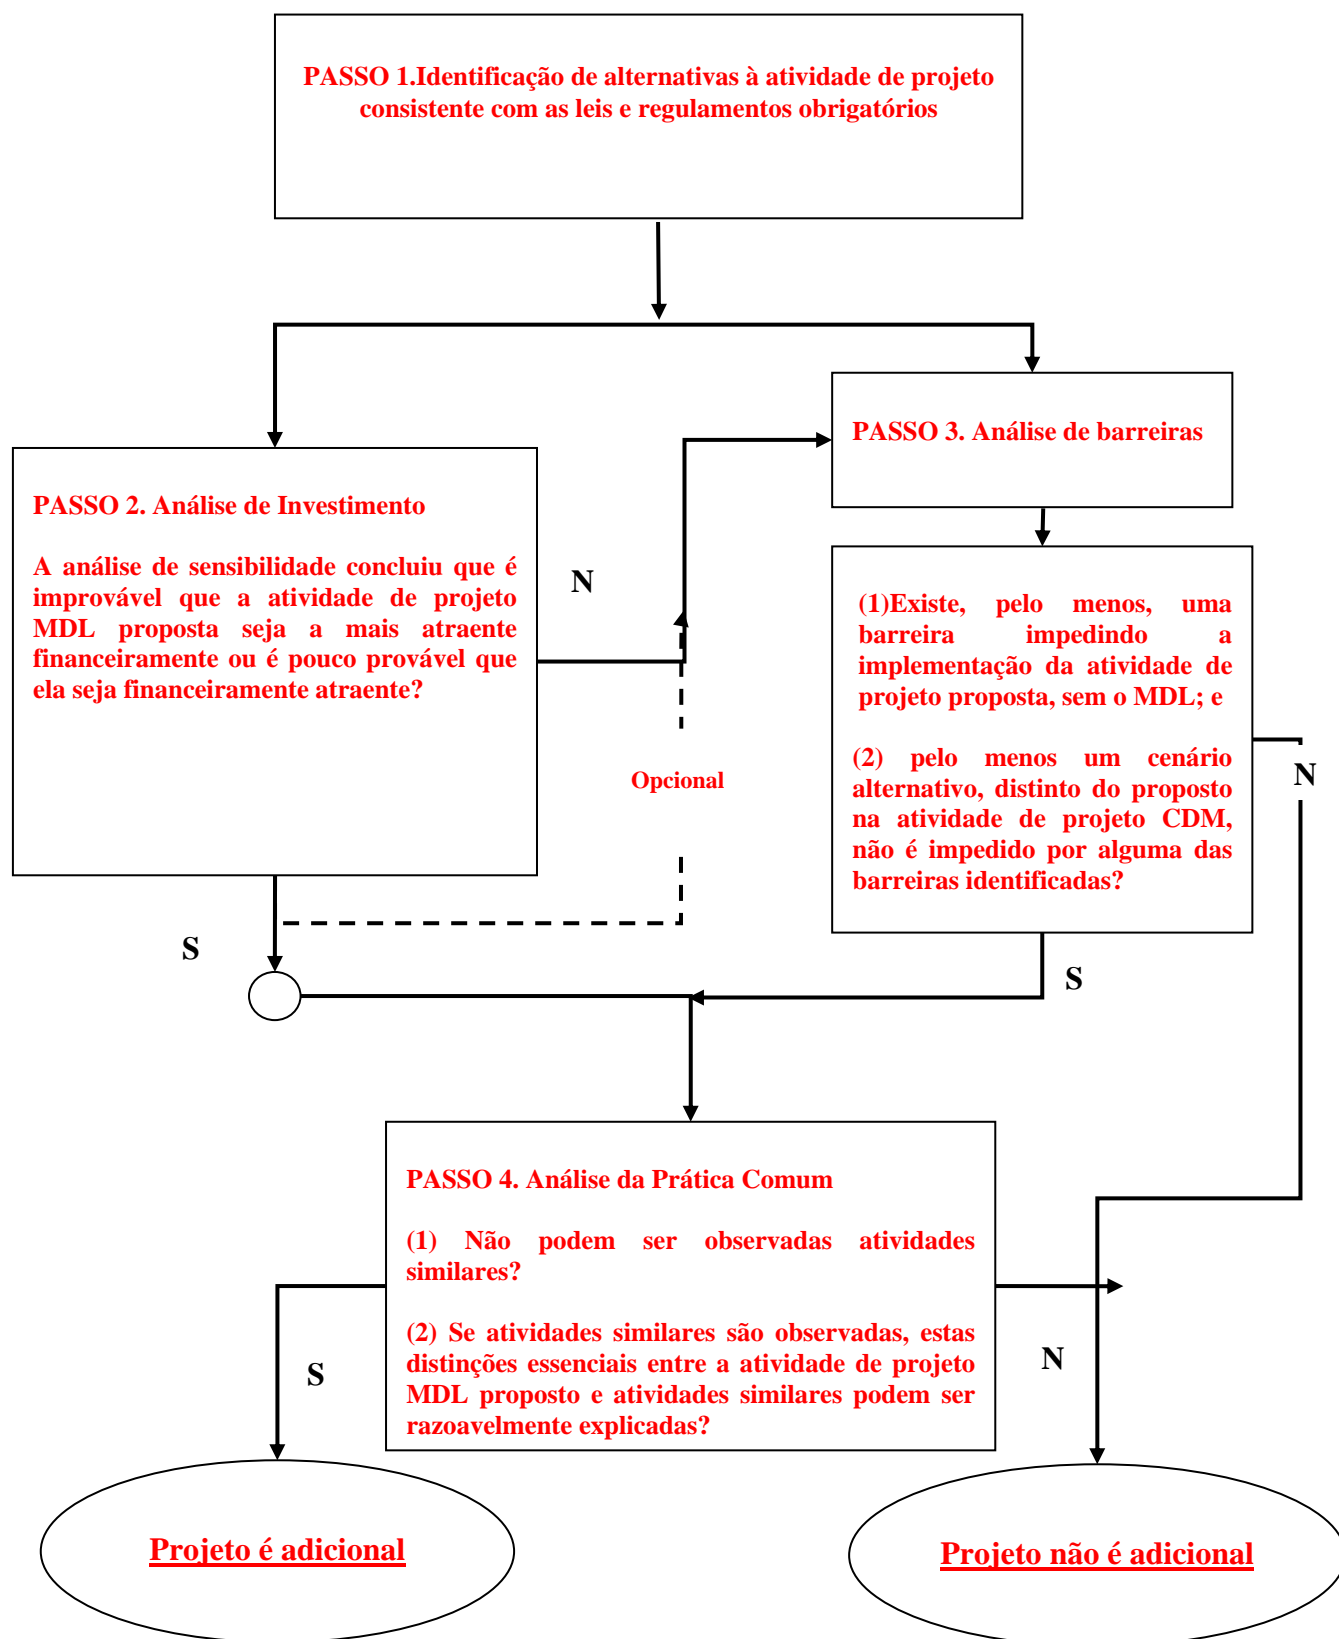 PASSO 1.Identificação de alternativas à atividade de projeto
consistente com as leis e regulamentos obrigatórios
PASSO 2. Análise de Investimento
A análise de sensibilidade concluiu que é
improvável que a atividade de projeto
MDL proposta seja a mais atraente
financeiramente ou é pouco provável que
ela seja financeiramente atraente?
N
S
Opcional
PASSO 3. Análise de barreiras
(1)Existe, pelo menos, uma
barreira impedindo a
implementação da atividade de
projeto proposta, sem o MDL; e
(2) pelo menos um cenário
alternativo, distinto do proposto
na atividade de projeto CDM,
não é impedido por alguma das
barreiras identificadas?
N
S
PASSO 4. Análise da Prática Comum
(1) Não podem ser observadas atividades
similares?
(2) Se atividades similares são observadas, estas
distinções essenciais entre a atividade de projeto
MDL proposto e atividades similares podem ser
razoavelmente explicadas?
S
N
Projeto é adicional
Projeto não é adicional